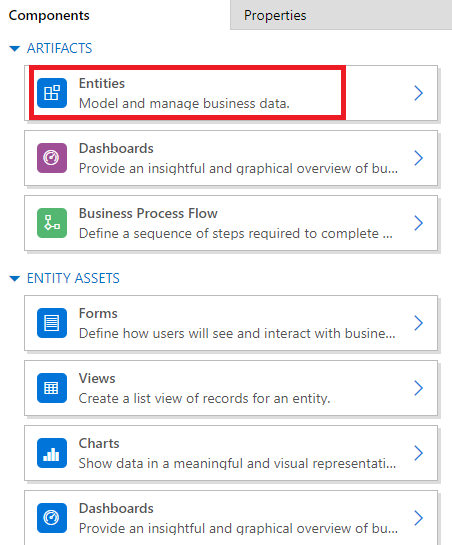 Components
Properties
ARTIFACTS
Entities
Model and manage business data.
Dashboards
Provide an insightful and graphical overview of bu...
Business Process Flow
Define a sequence of steps required to complete ...
ENTITY ASSETS
Forms
Define how users will see and interact with busine...
Views
Create a list view of records for an entity.
Charts
Show data in a meaningful and visual representati...
Dashboards
Provide an insightful and graphical overview of bu...